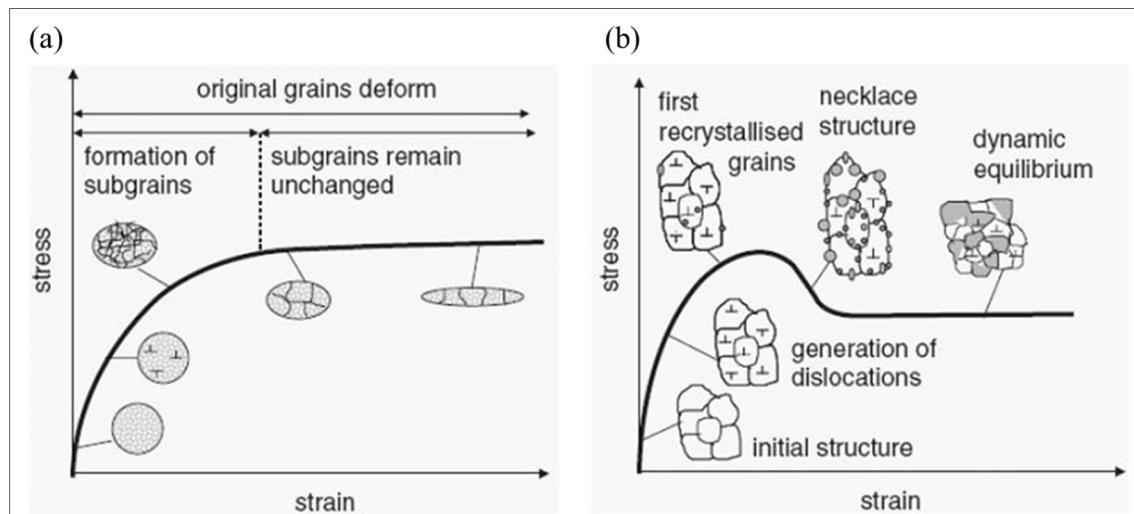 (a)
original grains deform
formation of
subgrains
subgrains remain
unchanged
stress
strain
(b)
first
recrystallised
grains
necklace
structure
dynamic
equilibrium
generation of
dislocations
initial structure
stress
strain